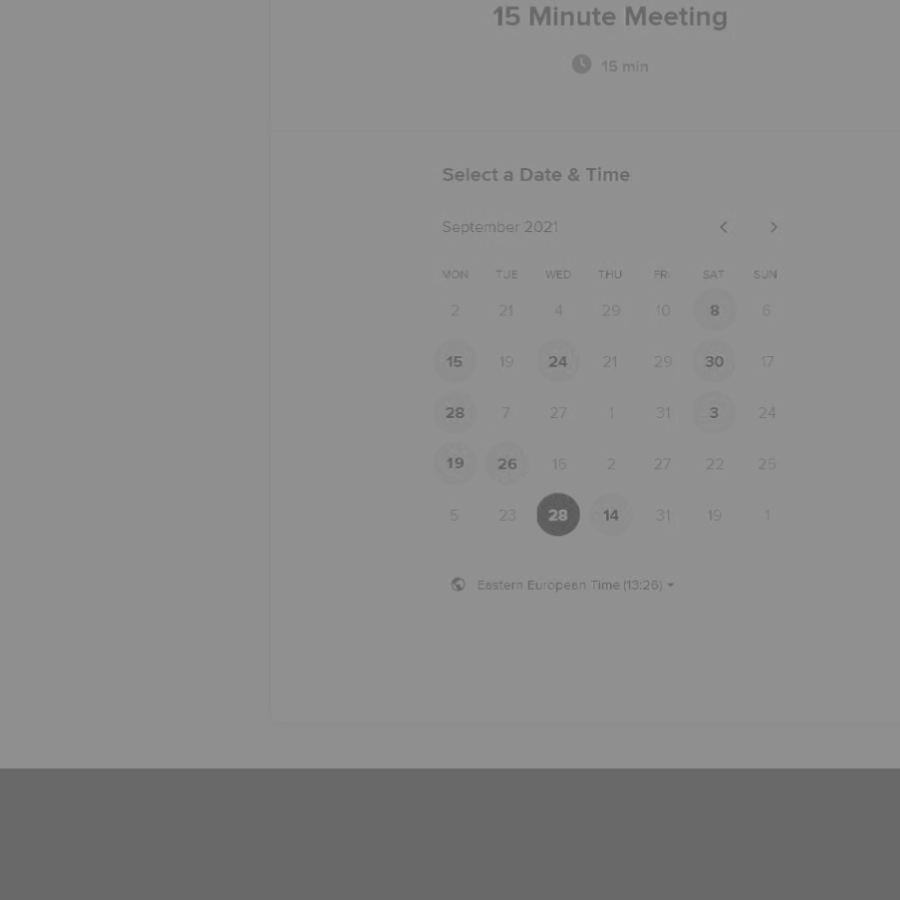 15 Minute Meeting
15 min
Select a Date & Time
September 2021
MON TUE WED THU FRI SAT SUN
2 21 4 29 10 8 6
15 19 24 21 29 30 17
28 7 27 1 31 3 24
19 26 16 2 27 22 25
5 23 28 14 31 19 1
Eastern European Time (13:26)